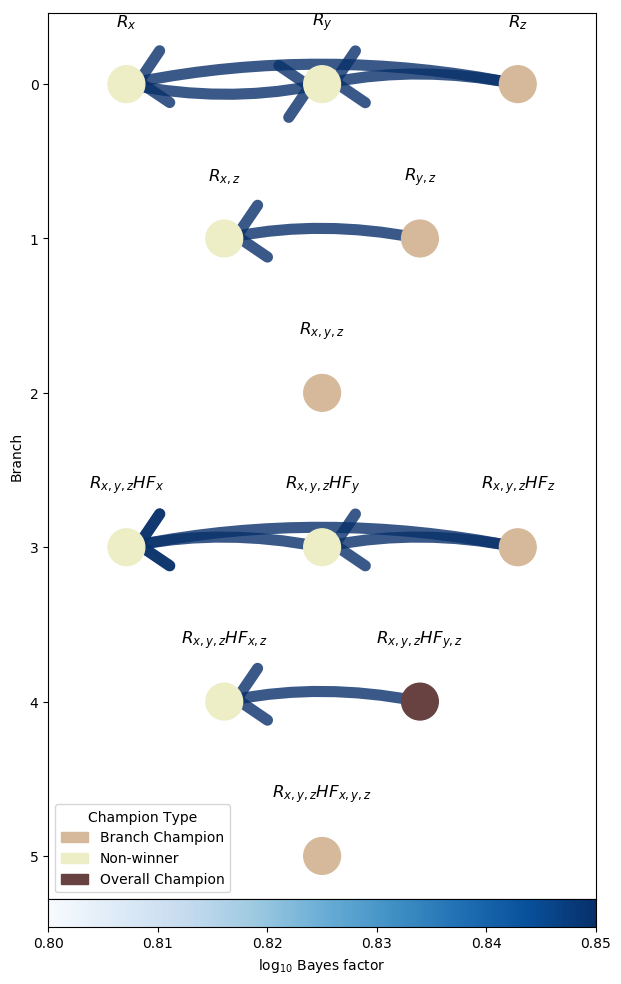 R_x R_y R_z
0
R_{x,z} R_{y,z}
1
R_{x,y,z}
2
Branch
R_{x,y,z}HF_x R_{x,y,z}HF_y R_{x,y,z}HF_z
3
R_{x,y,z}HF_{x,z} R_{x,y,z}HF_{y,z}
4
R_{x,y,z}HF_{x,y,z}
Champion Type
Branch Champion
Non-winner
Overall Champion
5
0.80 0.81 0.82 0.83 0.84 0.85
log_{10} Bayes factor